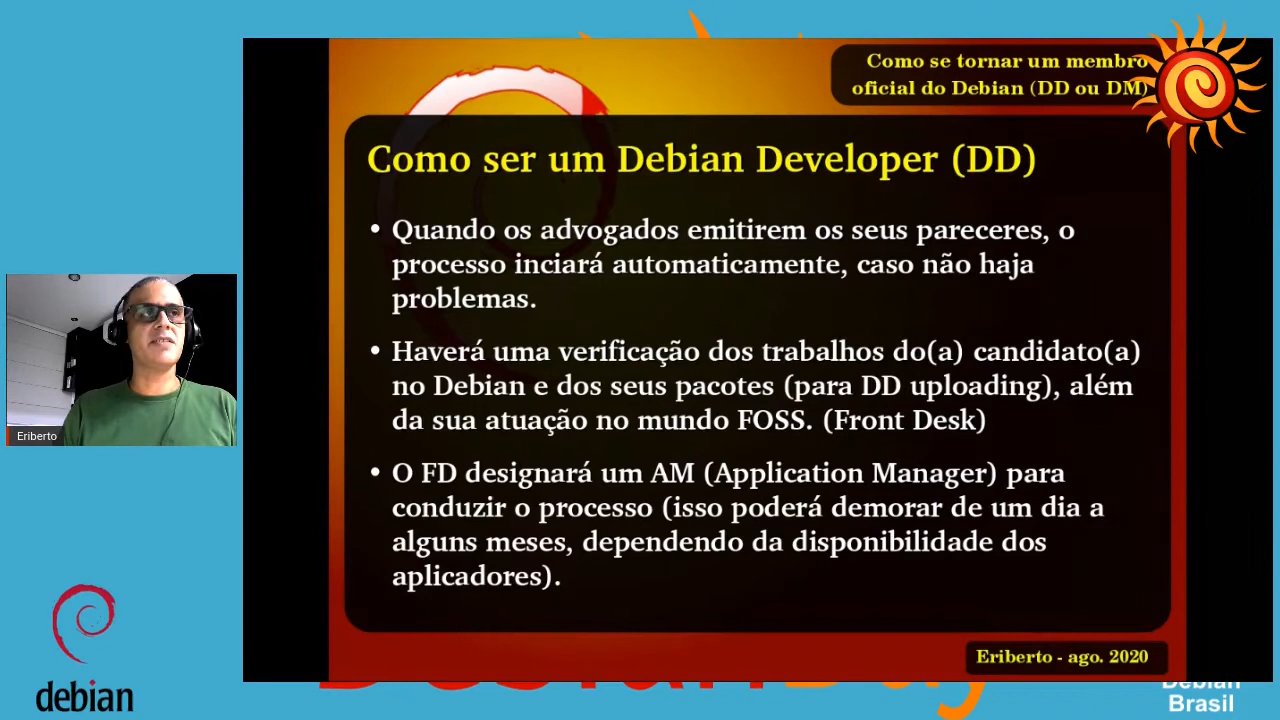 Como se tornar um membro
oficial do Debian (DD ou DM)
Como ser um Debian Developer (DD)
• Quando os advogados emitirem os seus pareceres, o
processo inciará automaticamente, caso não haja
problemas.
• Haverá uma verificação dos trabalhos do(a) candidato(a)
no Debian e dos seus pacotes (para DD uploading), além
da sua atuação no mundo FOSS. (Front Desk)
• O FD designará um AM (Application Manager) para
conduzir o processo (isso poderá demorar de um dia a
alguns meses, dependendo da disponibilidade dos
aplicadores).
Eriberto - ago. 2020
Eriberto
debian
Debian
Brasil